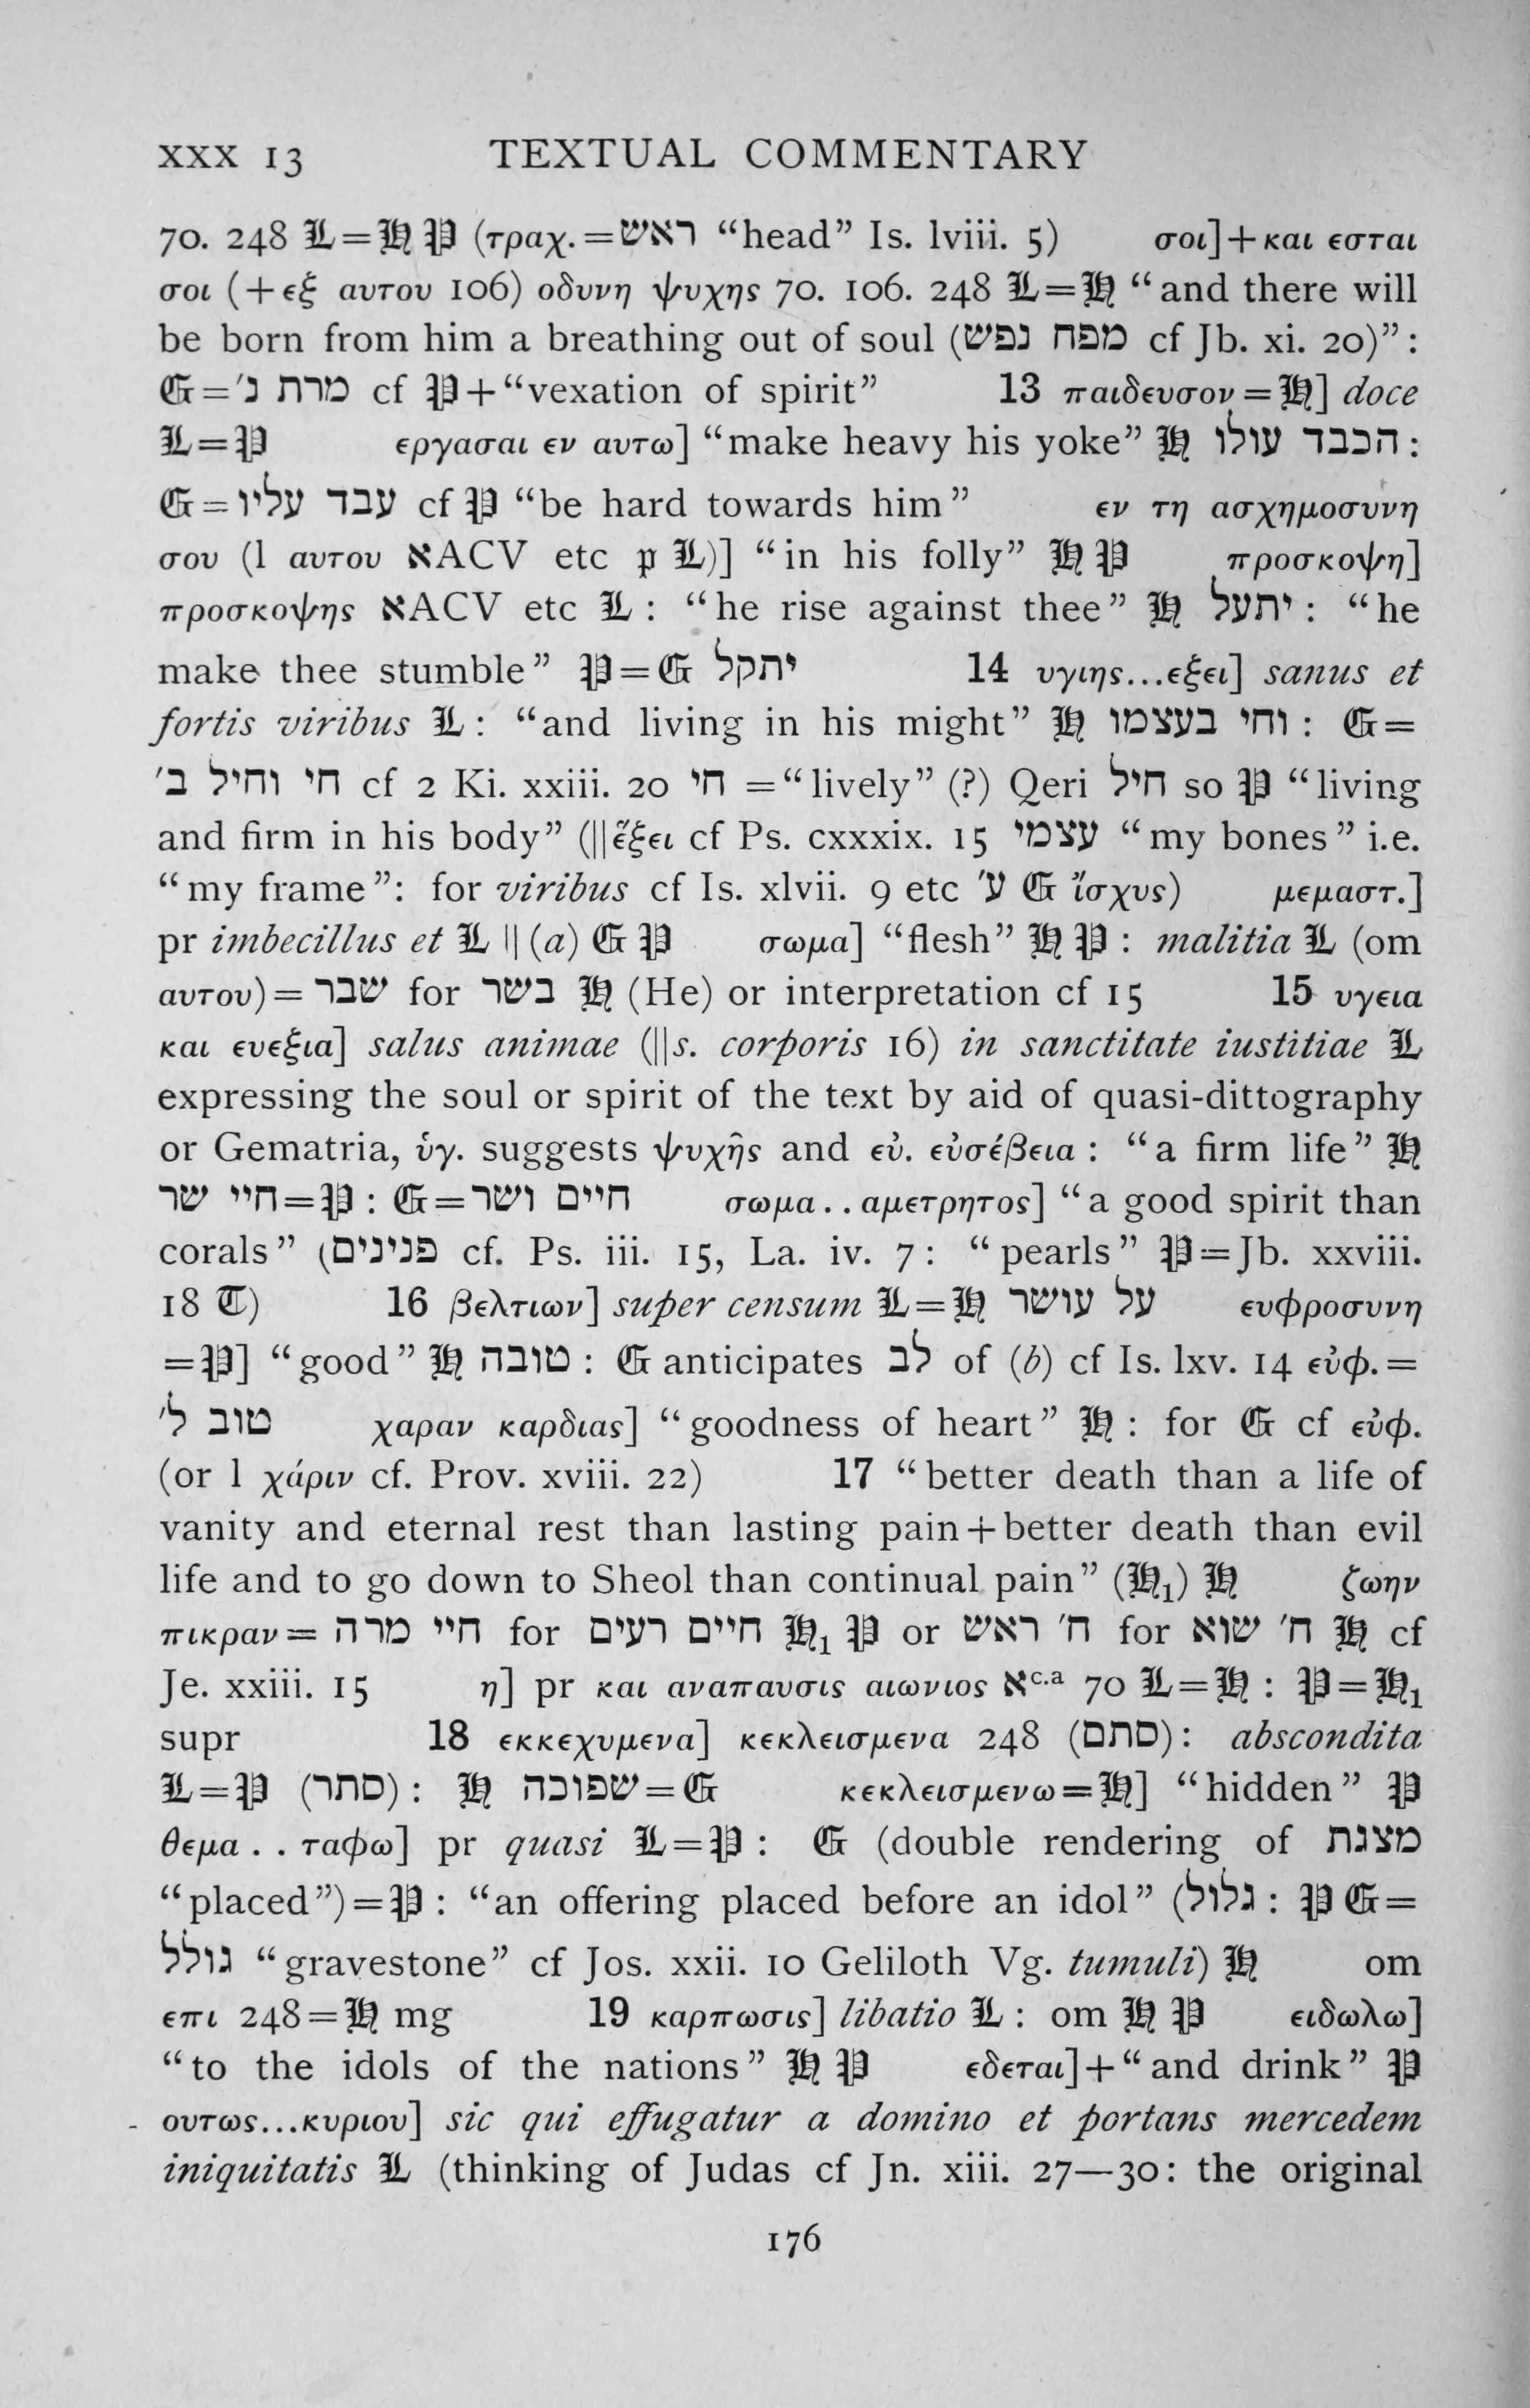 XXX 13 TEXTUAL COMMENTARY
70. 248 𝕷=𝕳 𝕻 (τραχ.=ראש “head” Is. lviii. 5) σοι]+και εσται
σοι (+εξ αυτου 106) οδυνη ψυχης 70. 106. 248 𝕷=𝕳 “and there will
be born from him a breathing out of soul (מפח נפש cf Jb. xi. 20)”:
𝕲=מרת נ' cf 𝕻+“vexation of spirit” 13 παιδευσον=𝕳] doce
𝕷=𝕻 εργασαι εν αυτω] “make heavy his yoke” 𝕳 הכבד עולו :
𝕲=עבד עליו cf 𝕻 “be hard towards him” εν τη ασχημοσυνη
σου (l αυτου אACV etc p 𝕷)] “in his folly” 𝕳 𝕻 προσκοψη]
προσκοψης אACV etc 𝕷 : “he rise against thee” 𝕳 יתעל : “he
make thee stumble” 𝕻=𝕲 יתקל 14 υγιης...εξει] sanus et
fortis viribus 𝕷 : “and living in his might” 𝕳 וחי בעצמו : 𝕲=
חי וחיל ב' cf 2 Ki. xxiii. 20 חי =“lively” (?) Qeri חיל so 𝕻 “living
and firm in his body” (||ἕξει cf Ps. cxxxix. 15 עצמי “my bones” i.e.
“my frame”: for viribus cf Is. xlvii. 9 etc ע' 𝕲 ἴσχυς) μεμαστ.]
pr imbecillus et 𝕷 || (a) 𝕲 𝕻 σωμα] “flesh” 𝕳 𝕻 : malitia 𝕷 (om
αυτου)= שבר for בשר 𝕳 (He) or interpretation cf 15 15 υγεια
και ευεξια] salus animae (||s. corporis 16) in sanctitate iustitiae 𝕷
expressing the soul or spirit of the text by aid of quasi-dittography
or Gematria, ὑγ. suggests ψυχῆς and εὐ. εὐσέβεια : “a firm life” 𝕳
חיי שר=𝕻 : 𝕲=חיים ושר σωμα . . αμετρητος] “a good spirit than
corals” (פנינים cf. Ps. iii. 15, La. iv. 7 : “pearls” 𝕻=Jb. xxviii.
18 𝕿) 16 βελτιων] super censum 𝕷=𝕳 על עושר ευφροσυνη
=𝕻] “good” 𝕳 טובה : 𝕲 anticipates לב of (b) cf Is. lxv. 14 εὐφ.=
טוב ל' χαραν καρδιας] “goodness of heart” 𝕳 : for 𝕲 cf εὐφ.
(or l χάριν cf. Prov. xviii. 22) 17 “better death than a life of
vanity and eternal rest than lasting pain+better death than evil
life and to go down to Sheol than continual pain” (𝕳₁) 𝕳 ζωην
πικραν= חיי מרה for חיים רעים 𝕳₁ 𝕻 or ח' ראש for ח' שוא 𝕳 cf
Je. xxiii. 15 η] pr και αναπαυσις αιωνιος אᶜ·ᵃ 70 𝕷=𝕳 : 𝕻=𝕳₁
supr 18 εκκεχυμενα] κεκλεισμενα 248 (סתם): abscondita
𝕷=𝕻 (סתר) : 𝕳 שפוכה=𝕲 κεκλεισμενω=𝕳] “hidden” 𝕻
θεμα . . ταφω] pr quasi 𝕷=𝕻 : 𝕲 (double rendering of מצגת
“placed”)=𝕻 : “an offering placed before an idol” (גלול : 𝕻 𝕲=
גולל “gravestone” cf Jos. xxii. 10 Geliloth Vg. tumuli) 𝕳 om
επι 248=𝕳 mg 19 καρπωσις] libatio 𝕷 : om 𝕳 𝕻 ειδωλω]
“to the idols of the nations” 𝕳 𝕻 εδεται]+“and drink” 𝕻
ουτως...κυριου] sic qui effugatur a domino et portans mercedem
iniquitatis 𝕷 (thinking of Judas cf Jn. xiii. 27—30: the original
176